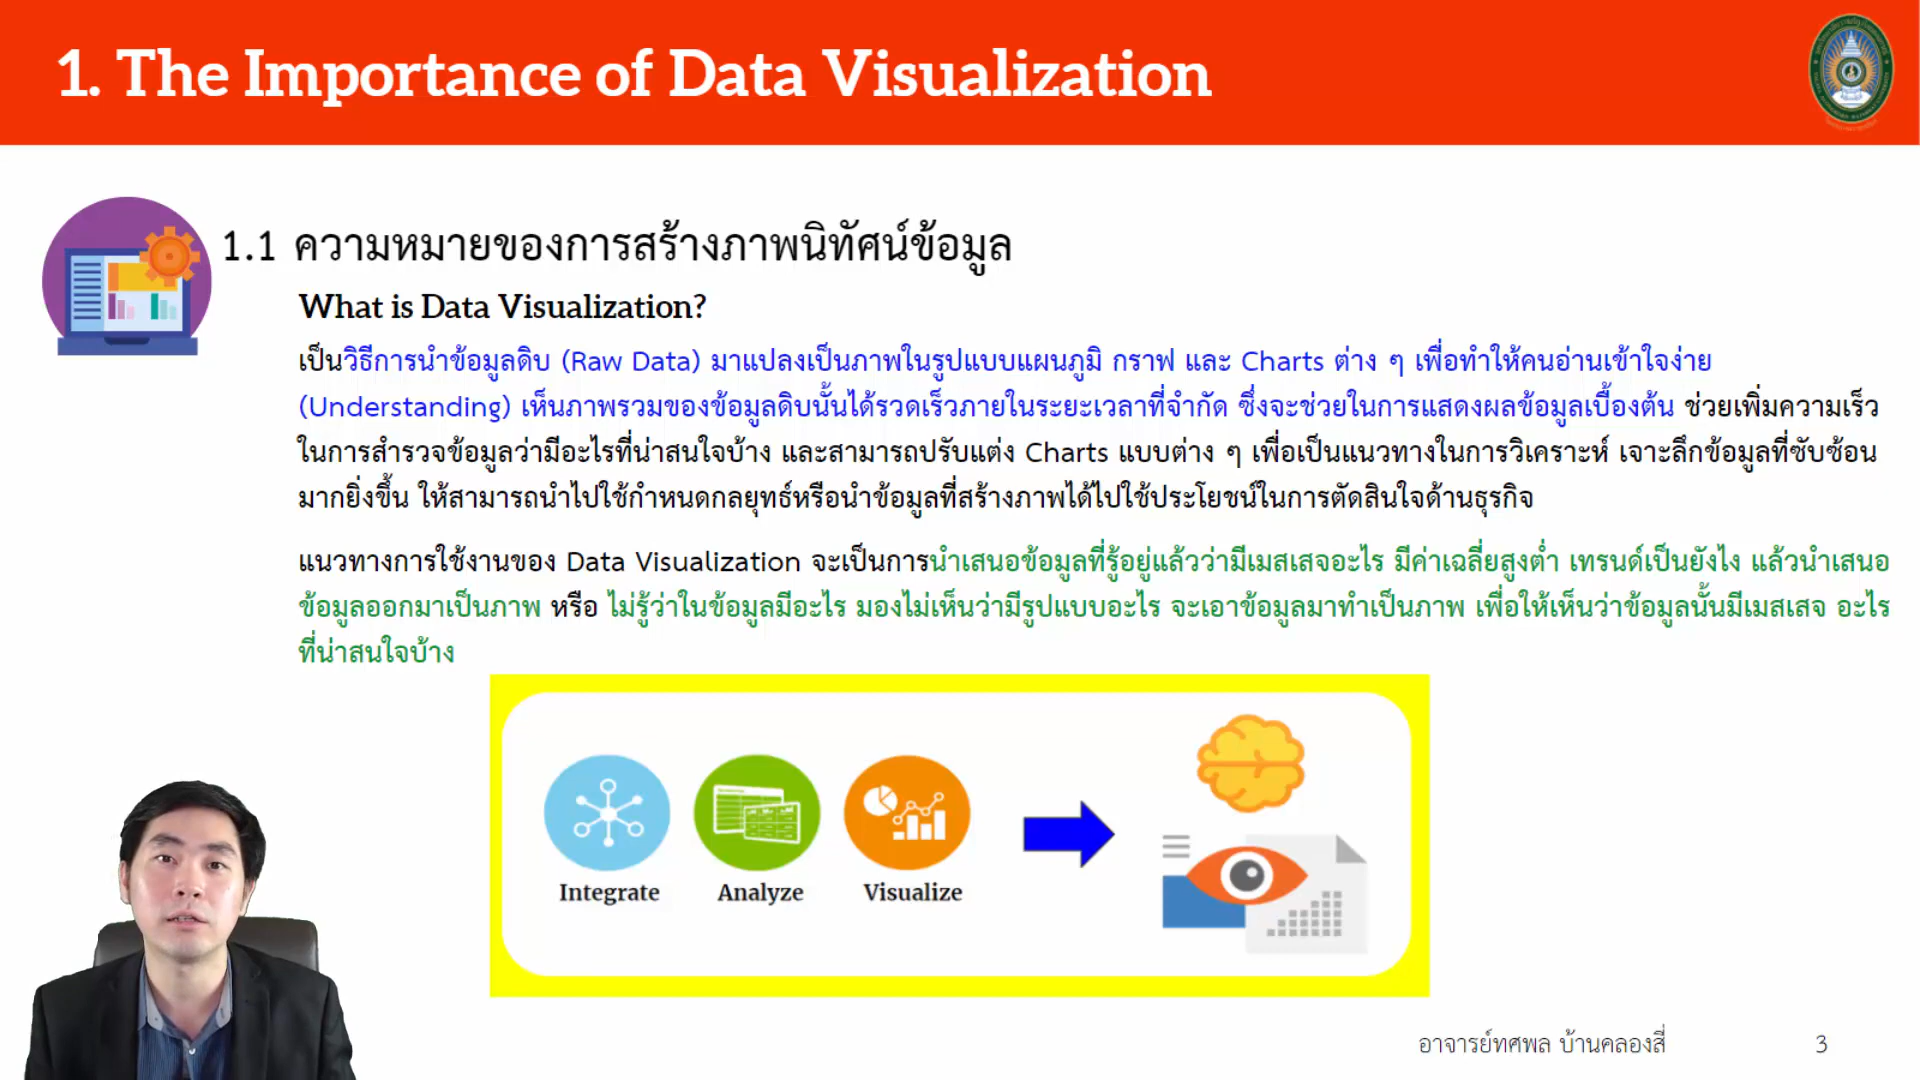 1. The Importance of Data Visualization
1.1 ความหมายของการสร้างภาพนิทัศน์ข้อมูล
What is Data Visualization?
เป็นวิธีการนำข้อมูลดิบ (Raw Data) มาแปลงเป็นภาพในรูปแบบแผนภูมิ กราฟ และ Charts ต่าง ๆ เพื่อทำให้คนอ่านเข้าใจง่าย
(Understanding) เห็นภาพรวมของข้อมูลดิบนั้นได้รวดเร็วภายในระยะเวลาที่จำกัด ซึ่งจะช่วยในการแสดงผลข้อมูลเบื้องต้น ช่วยเพิ่มความเร็ว
ในการสำรวจข้อมูลว่ามีอะไรที่น่าสนใจบ้าง และสามารถปรับแต่ง Charts แบบต่าง ๆ เพื่อเป็นแนวทางในการวิเคราะห์ เจาะลึกข้อมูลที่ซับซ้อน
มากยิ่งขึ้น ให้สามารถนำไปใช้กำหนดกลยุทธ์หรือนำข้อมูลที่สร้างภาพได้ไปใช้ประโยชน์ในการตัดสินใจด้านธุรกิจ
แนวทางการใช้งานของ Data Visualization จะเป็นการนำเสนอข้อมูลที่รู้อยู่แล้วว่ามีเมสเสจอะไร มีค่าเฉลี่ยสูงต่ำ เทรนด์เป็นยังไง แล้วนำเสนอ
ข้อมูลออกมาเป็นภาพ หรือ ไม่รู้ว่าในข้อมูลมีอะไร มองไม่เห็นว่ามีรูปแบบอะไร จะเอาข้อมูลมาทำเป็นภาพ เพื่อให้เห็นว่าข้อมูลนั้นมีเมสเสจ อะไร
ที่น่าสนใจบ้าง
Integrate Analyze Visualize
อาจารย์ทศพล บ้านคลองสี่ 3